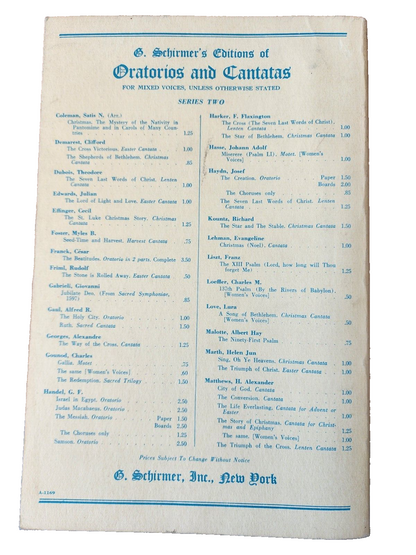 G. Schirmer's Editions of
Oratorios and Cantatas
FOR MIXED VOICES, UNLESS OTHERWISE STATED
SERIES TWO
Coleman, Satis N. (Arr.)
Christmas, The Mystery of the Nativity in
Pantomime and in Carols of Many Coun-
tries 1.25
Demarest, Clifford
The Cross Victorious, Easter Cantata 1.00
The Shepherds of Bethlehem, Christmas
Cantata .85
Dubois, Théodore
The Seven Last Words of Christ, Lenten
Cantata 1.00
Edwards, Julian
The Lord of Light and Love, Easter Cantata 1.00
Effinger, Cecil
The St. Luke Christmas Story, Christmas
Cantata
Foster, Myles B.
Seed-Time and Harvest, Harvest Cantata .75
Franck, César
The Beatitudes, Oratorio in 2 parts. Complete 2.50
Friml, Rudolf
The Stone is Rolled Away, Easter Cantata .50
Gabrieli, Giovanni
Jubilate Deo. (From Sacred Symphoniae,
1597)
Gaul, Alfred R.
The Holy City. Oratorio 1.00
Ruth. Sacred Cantata 1.50
Georges, Alexandre
The Way of the Cross, Cantata 1.25
Gounod, Charles
Gallia. Motet .75
The same [Women's Voices] .60
The Redemption. Sacred Trilogy 1.50
Handel, G. F.
Israel in Egypt, Oratorio 2.50
Judas Maccabaeus, Oratorio 2.50
The Messiah, Oratorio Paper 1.50
Boards 2.50
The Choruses only 1.25
Samson. Oratorio 2.50
Harker, F. Flaxington
The Cross (The Seven Last Words of Christ),
Lenten Cantata 1.00
The Star of Bethlehem, Christmas Cantata 1.00
Hasse, Johann Adolf
Miserere (Psalm LI). Motet. [Women's
Voices] 1.00
Haydn, Josef
The Creation. Oratorio Paper 1.50
Boards 2.00
The Choruses only
The Seven Last Words of Christ. Lenten
Cantata 1.25
Kountz, Richard
The Star and The Stable, Christmas Cantata 1.50
Lehman, Evangeline
Christmas (Noel), Cantata 1.00
Liszt, Franz
The XIII Psalm (Lord, how long wilt Thou
forget Me) 1.25
Loeffler, Charles M.
137th Psalm (By the Rivers of Babylon).
[Women's Voices] .50
Love, Lara
A Song of Bethlehem, Christmas Cantata
[Women's Voices] .50
Malotte, Albert Hay
The Ninety-First Psalm .75
Marth, Helen Jun
Sing, Oh Ye Heavens, Christmas Cantata 1.00
The Triumph of Christ, Easter Cantata 1.00
Matthews, H. Alexander
City of God, Cantata 1.00
The Conversion, Cantata 1.00
The Life Everlasting, Cantata for Advent or
Easter 1.00
The Story of Christmas, Cantata for Christ-
mas and Epiphany 1.25
The same, [Women's Voices] 1.00
The Triumph of the Cross, Lenten Cantata 1.25
Prices Subject To Change Without Notice
G. Schirmer, Inc., New York